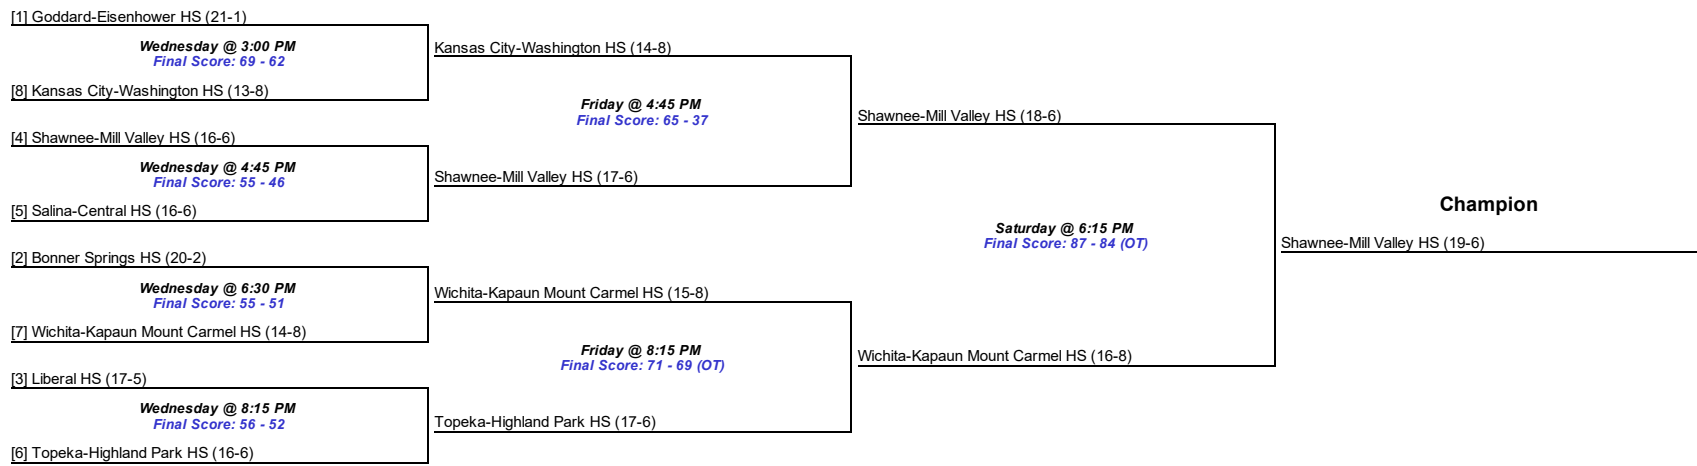 [1] Goddard-Eisenhower HS (21-1)
Wednesday @ 3:00 PM
Final Score: 69 - 62
[8] Kansas City-Washington HS (13-8)
[4] Shawnee-Mill Valley HS (16-6)
Wednesday @ 4:45 PM
Final Score: 55 - 46
[5] Salina-Central HS (16-6)
[2] Bonner Springs HS (20-2)
Wednesday @ 6:30 PM
Final Score: 55 - 51
[7] Wichita-Kapaun Mount Carmel HS (14-8)
[3] Liberal HS (17-5)
Wednesday @ 8:15 PM
Final Score: 56 - 52
[6] Topeka-Highland Park HS (16-6)
Kansas City-Washington HS (14-8)
Friday @ 4:45 PM
Final Score: 65 - 37
Shawnee-Mill Valley HS (17-6)
Wichita-Kapaun Mount Carmel HS (15-8)
Friday @ 8:15 PM
Final Score: 71 - 69 (OT)
Topeka-Highland Park HS (17-6)
Shawnee-Mill Valley HS (18-6)
Saturday @ 6:15 PM
Final Score: 87 - 84 (OT)
Wichita-Kapaun Mount Carmel HS (16-8)
Champion
Shawnee-Mill Valley HS (19-6)